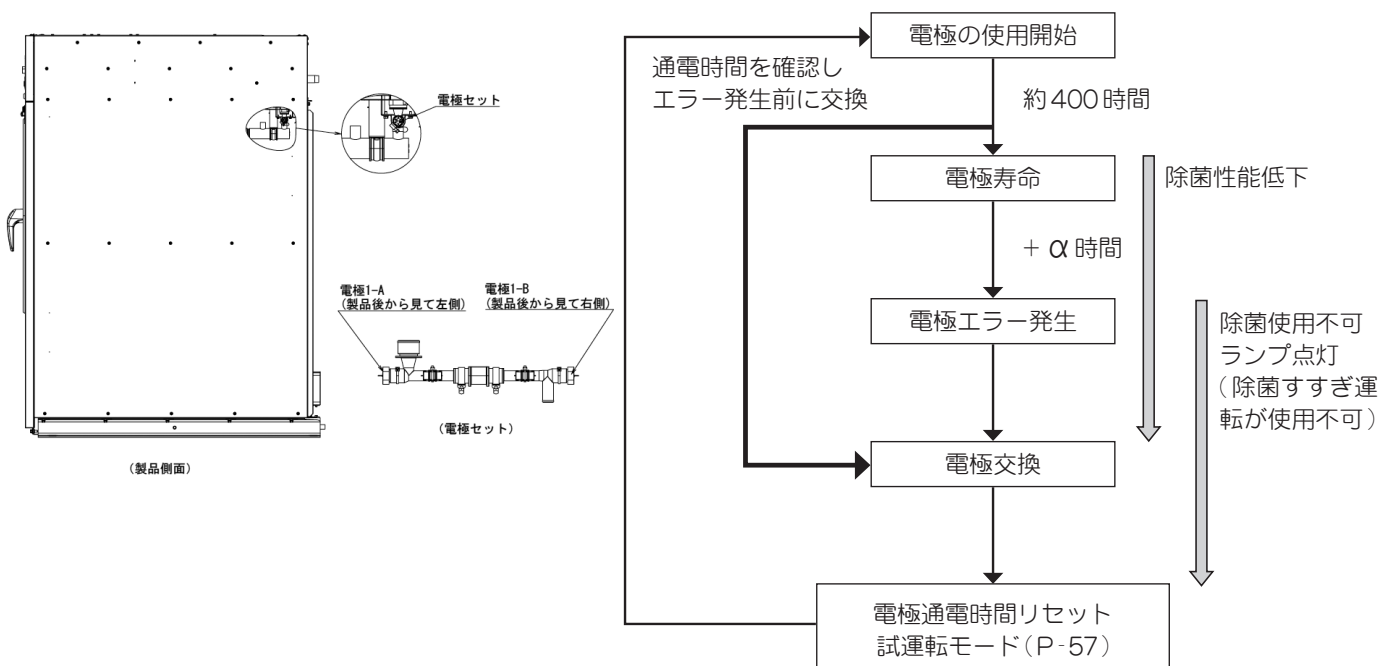 電極セット
電極1-A
(製品後から見て左側)
電極1-B
(製品後から見て右側)
(電極セット)
(製品側面)
電極の使用開始
通電時間を確認し
エラー発生前に交換
約400時間
電極寿命
除菌性能低下
+α時間
電極エラー発生
除菌使用不可
ランプ点灯
(除菌すすぎ運
転が使用不可)
電極交換
電極通電時間リセット
試運転モード(P-57)